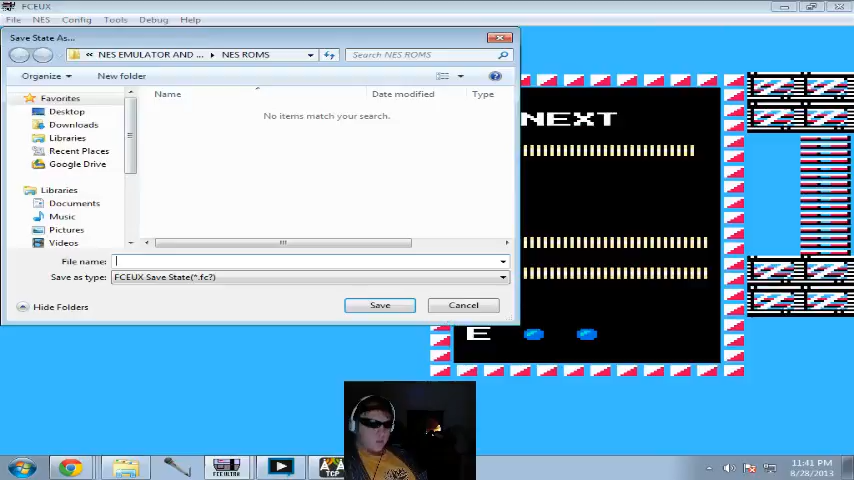 FCEUX
File NES Config Tools Debug Help
Save State As...
« NES EMULATOR AND ... NES ROMS
Search NES ROMS
Organize New folder
Favorites
Desktop
Downloads
Libraries
Recent Places
Google Drive
Libraries
Documents
Music
Pictures
Videos
Name Date modified Type
No items match your search.
File name:
Save as type: FCEUX Save State(*.fc?)
Hide Folders Save Cancel
NEXT
E
TCP
11:41 PM
8/28/2013